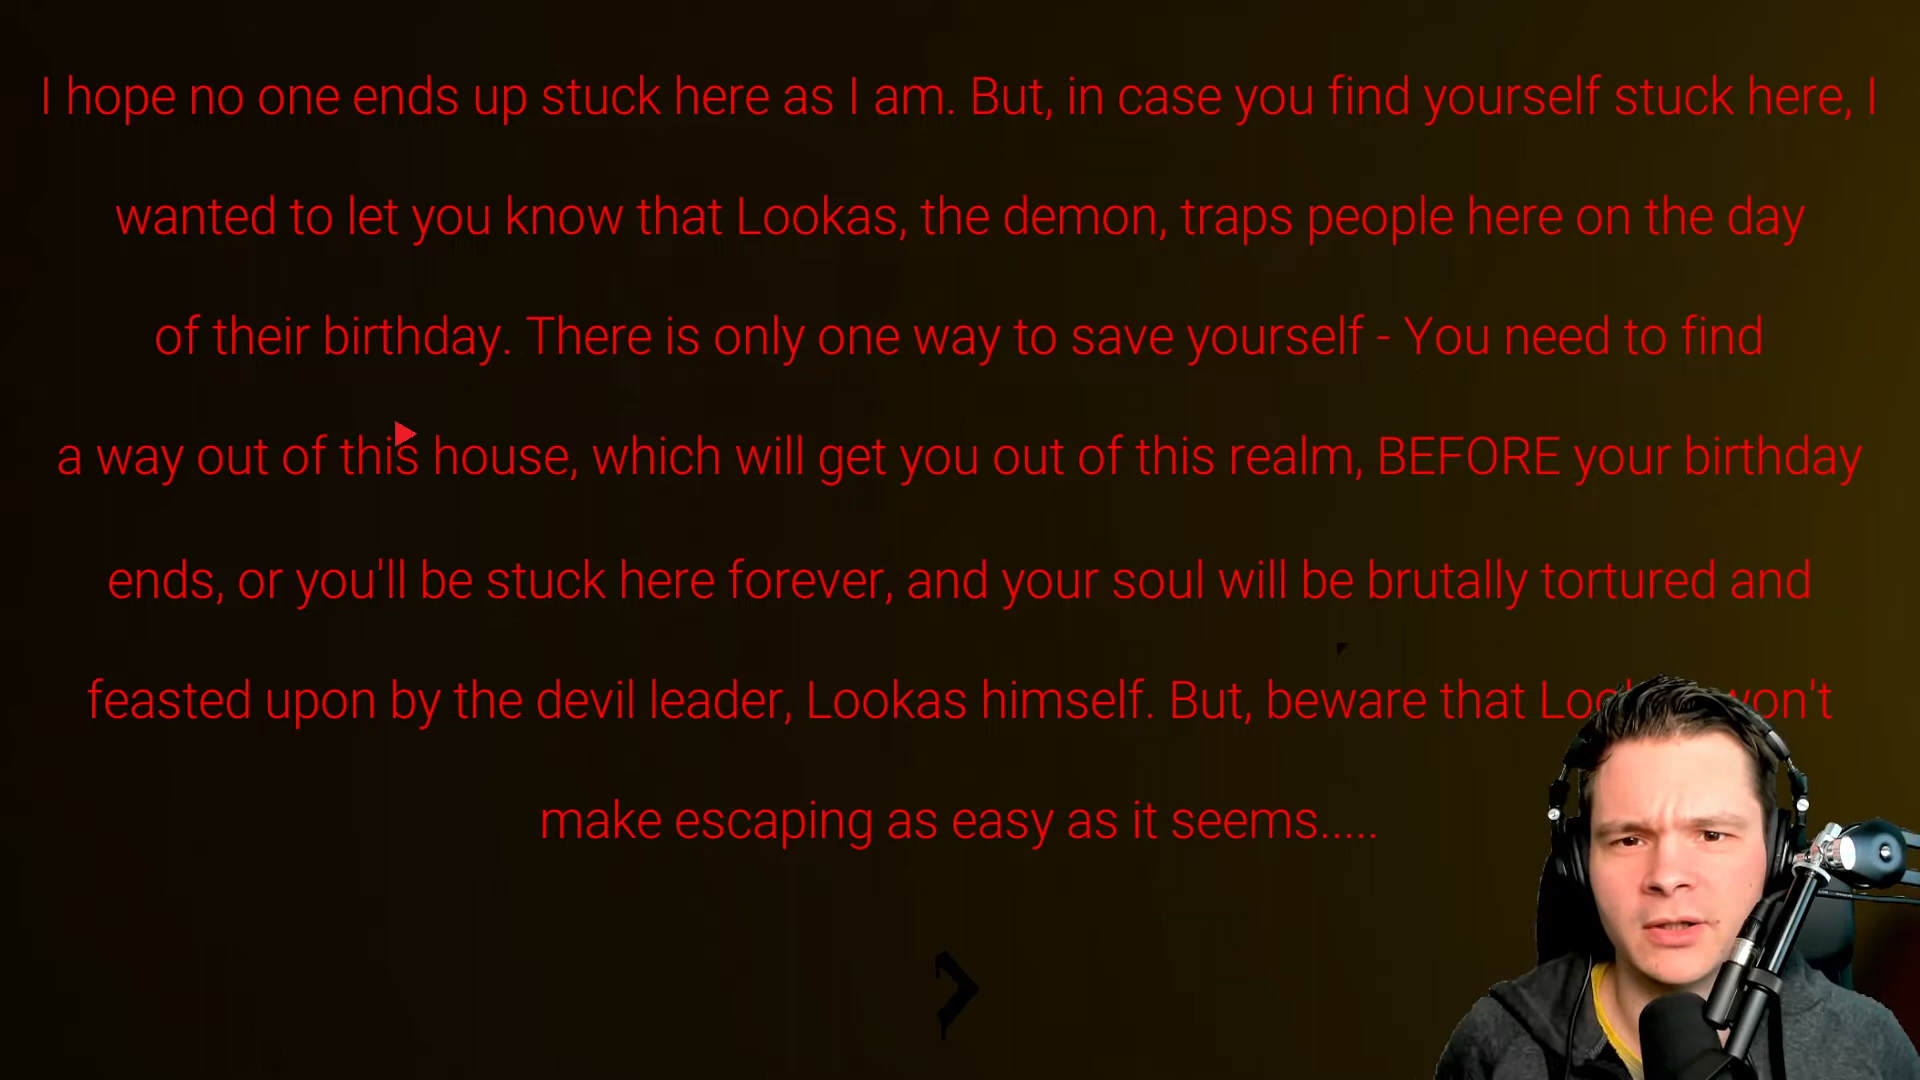 I hope no one ends up stuck here as I am. But, in case you find yourself stuck here, I
wanted to let you know that Lookas, the demon, traps people here on the day
of their birthday. There is only one way to save yourself - You need to find
a way out of this house, which will get you out of this realm, BEFORE your birthday
ends, or you'll be stuck here forever, and your soul will be brutally tortured and
feasted upon by the devil leader, Lookas himself. But, beware that won't
make escaping as easy as it seems.....